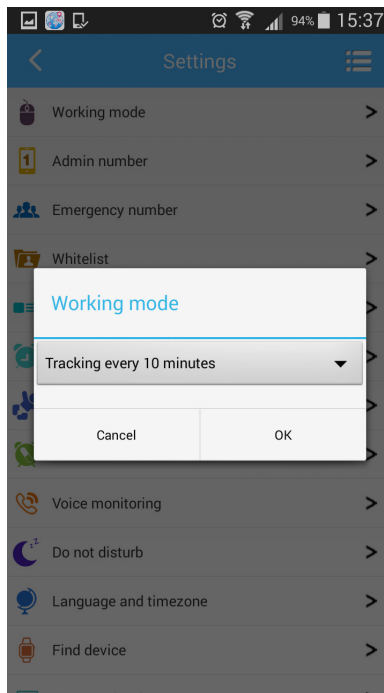 94% 15:37
Settings
Working mode
1 Admin number
Emergency number
Whitelist
Working mode
Tracking every 10 minutes
Cancel OK
Voice monitoring
Do not disturb
Language and timezone
Find device